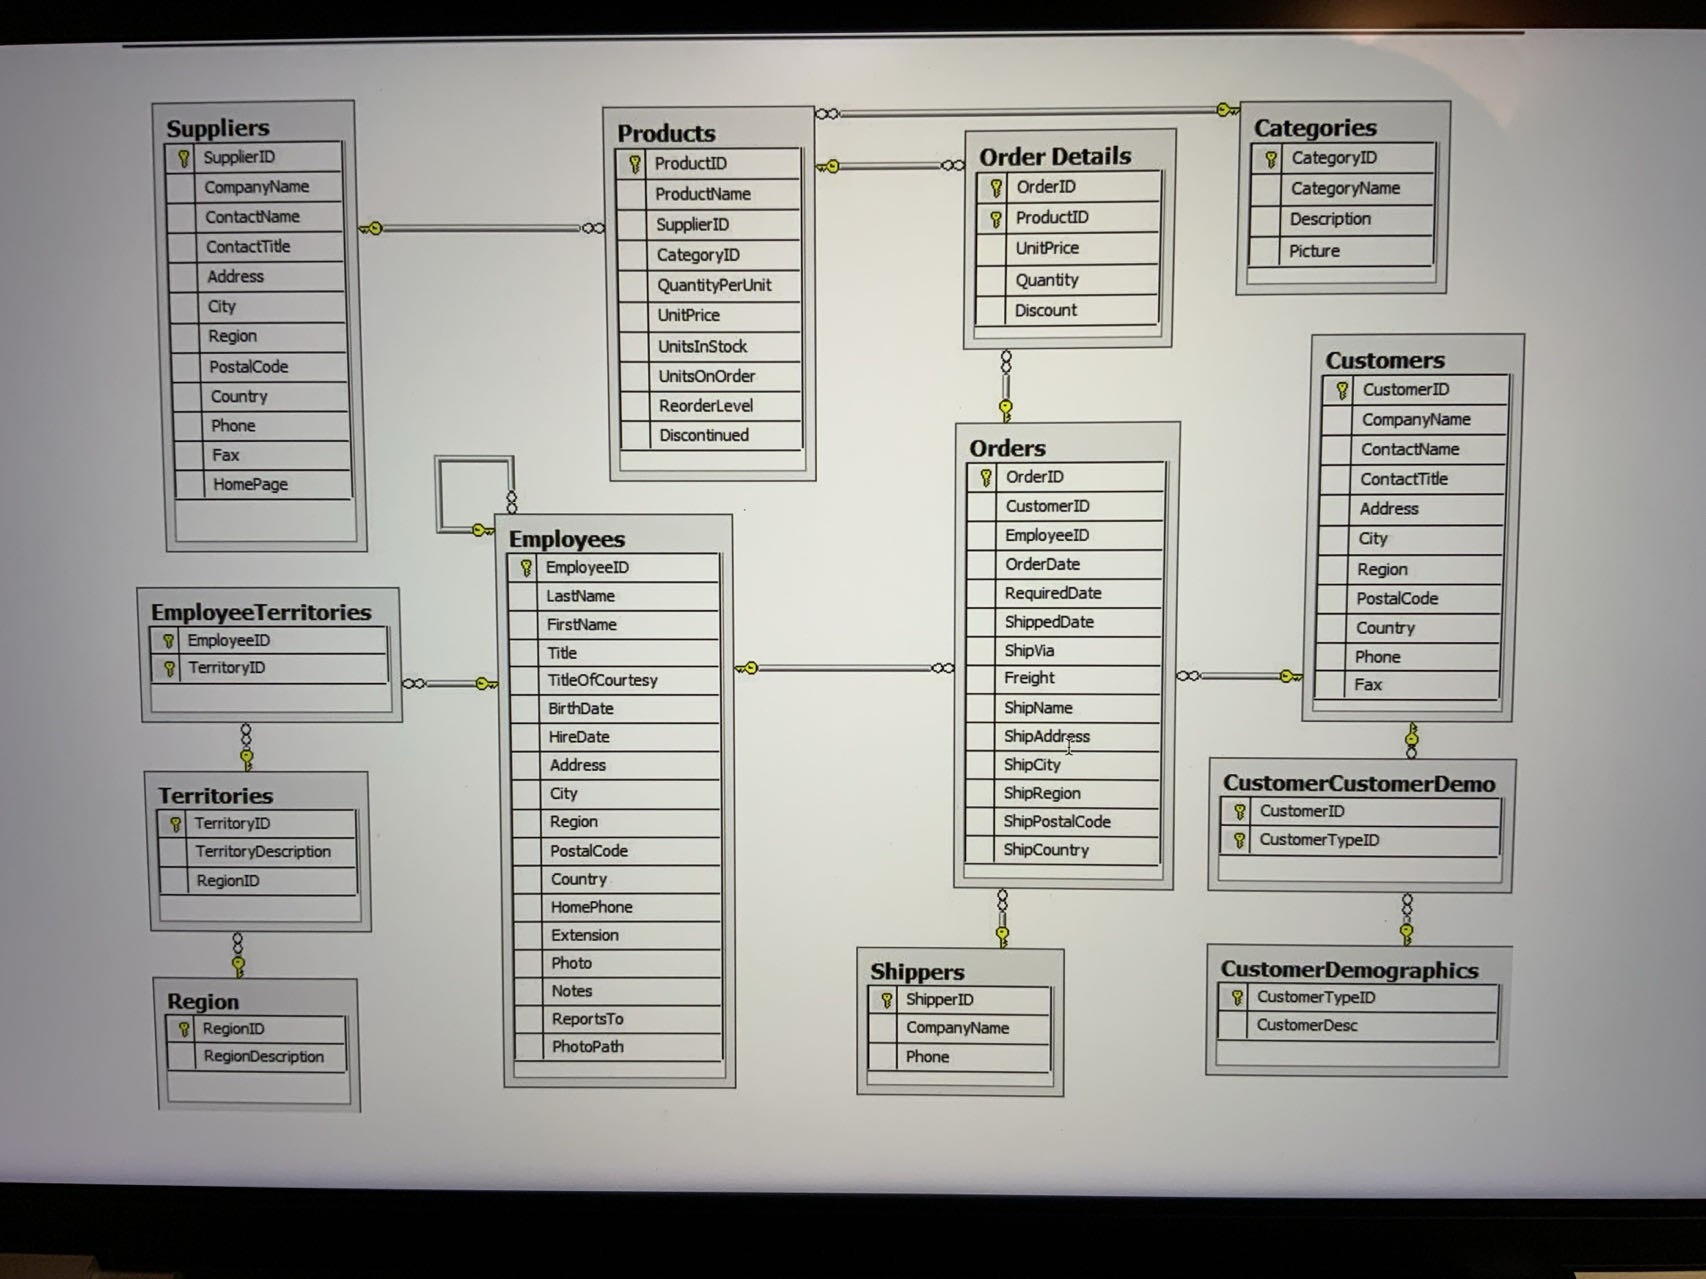 Suppliers
SupplierID
CompanyName
ContactName
ContactTitle
Address
City
Region
PostalCode
Country
Phone
Fax
HomePage
Products
ProductID
ProductName
SupplierID
CategoryID
QuantityPerUnit
UnitPrice
UnitsInStock
UnitsOnOrder
ReorderLevel
Discontinued
Order Details
OrderID
ProductID
UnitPrice
Quantity
Discount
Categories
CategoryID
CategoryName
Description
Picture
Customers
CustomerID
CompanyName
ContactName
ContactTitle
Address
City
Region
PostalCode
Country
Phone
Fax
Orders
OrderID
CustomerID
EmployeeID
OrderDate
RequiredDate
ShippedDate
ShipVia
Freight
ShipName
ShipAddress
ShipCity
ShipRegion
ShipPostalCode
ShipCountry
Employees
EmployeeID
LastName
FirstName
Title
TitleOfCourtesy
BirthDate
HireDate
Address
City
Region
PostalCode
Country
HomePhone
Extension
Photo
Notes
ReportsTo
PhotoPath
EmployeeTerritories
EmployeeID
TerritoryID
Territories
TerritoryID
TerritoryDescription
RegionID
Region
RegionID
RegionDescription
Shippers
ShipperID
CompanyName
Phone
CustomerCustomerDemo
CustomerID
CustomerTypeID
CustomerDemographics
CustomerTypeID
CustomerDesc